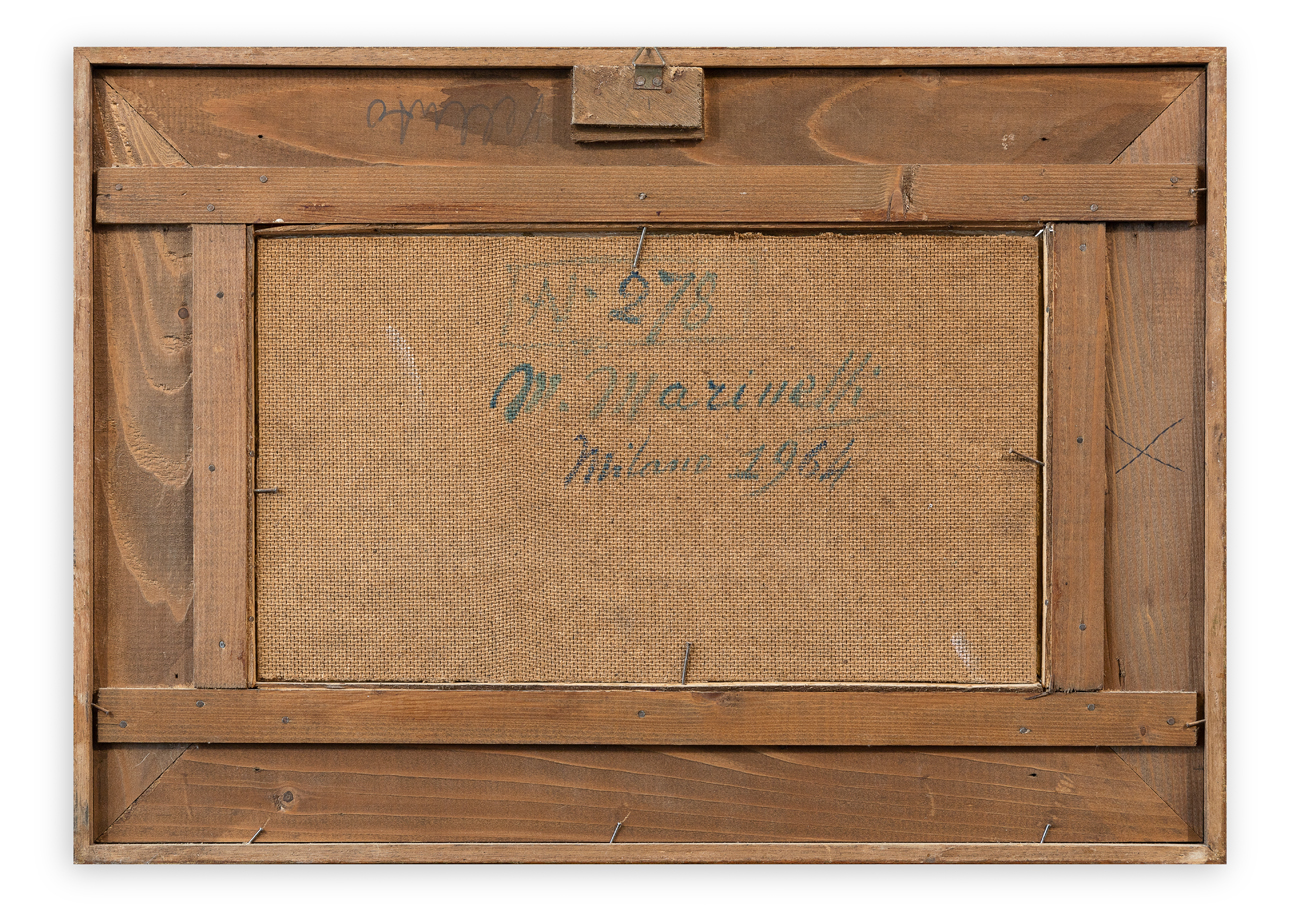 N. 278
M. Marinelli
Milano 1964